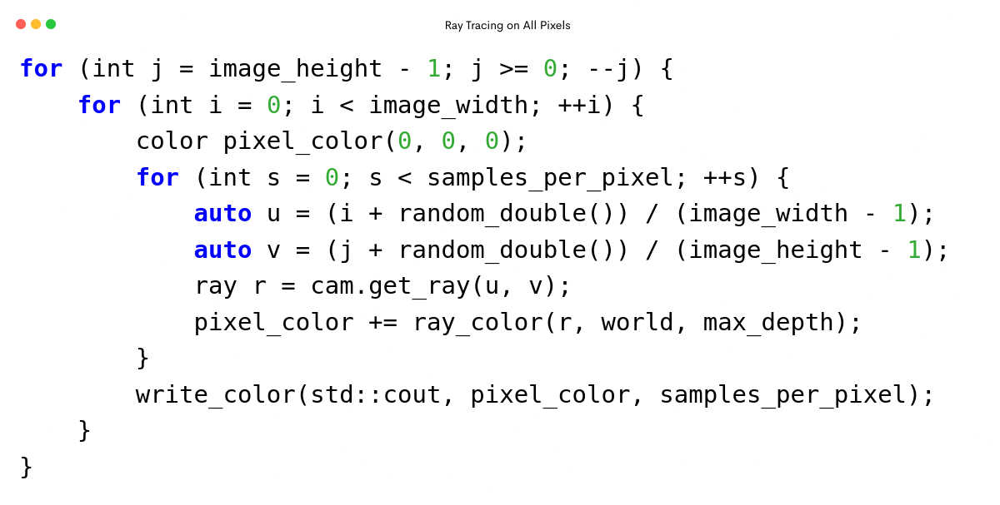 Ray Tracing on All Pixels
for (int j = image_height - 1; j >= 0; --j) {
    for (int i = 0; i < image_width; ++i) {
        color pixel_color(0, 0, 0);
        for (int s = 0; s < samples_per_pixel; ++s) {
            auto u = (i + random_double()) / (image_width - 1);
            auto v = (j + random_double()) / (image_height - 1);
            ray r = cam.get_ray(u, v);
            pixel_color += ray_color(r, world, max_depth);
        }
        write_color(std::cout, pixel_color, samples_per_pixel);
    }
}